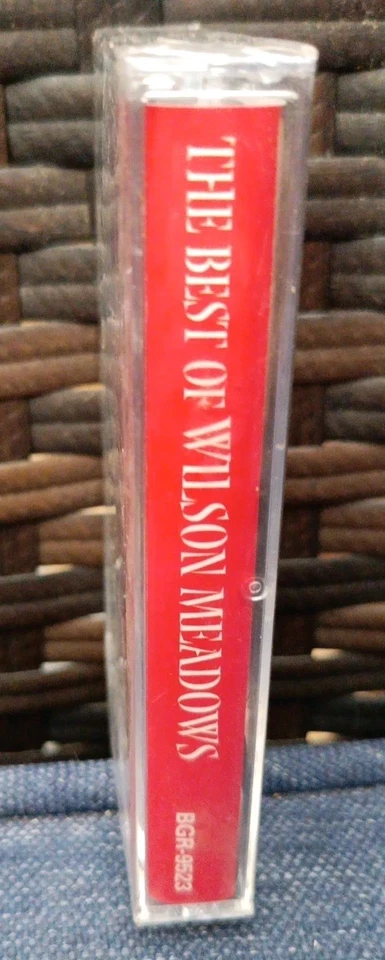 THE BEST OF WILSON MEADOWS
BGR-9523